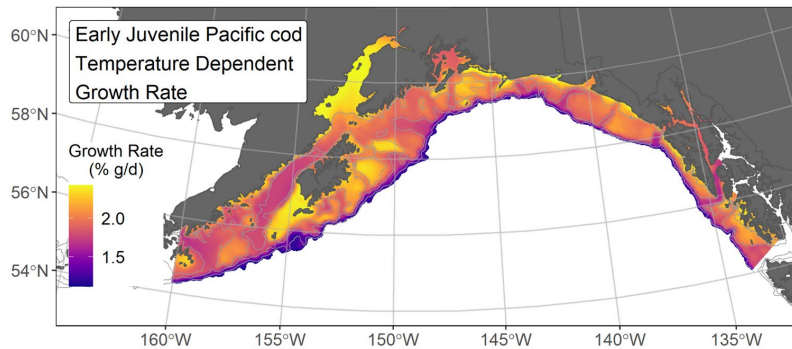 Early Juvenile Pacific cod
Temperature Dependent
Growth Rate
60°N
58°N
56°N
54°N
Growth Rate
(% g/d)
2.0
1.5
160°W
155°W
150°W
145°W
140°W
135°W